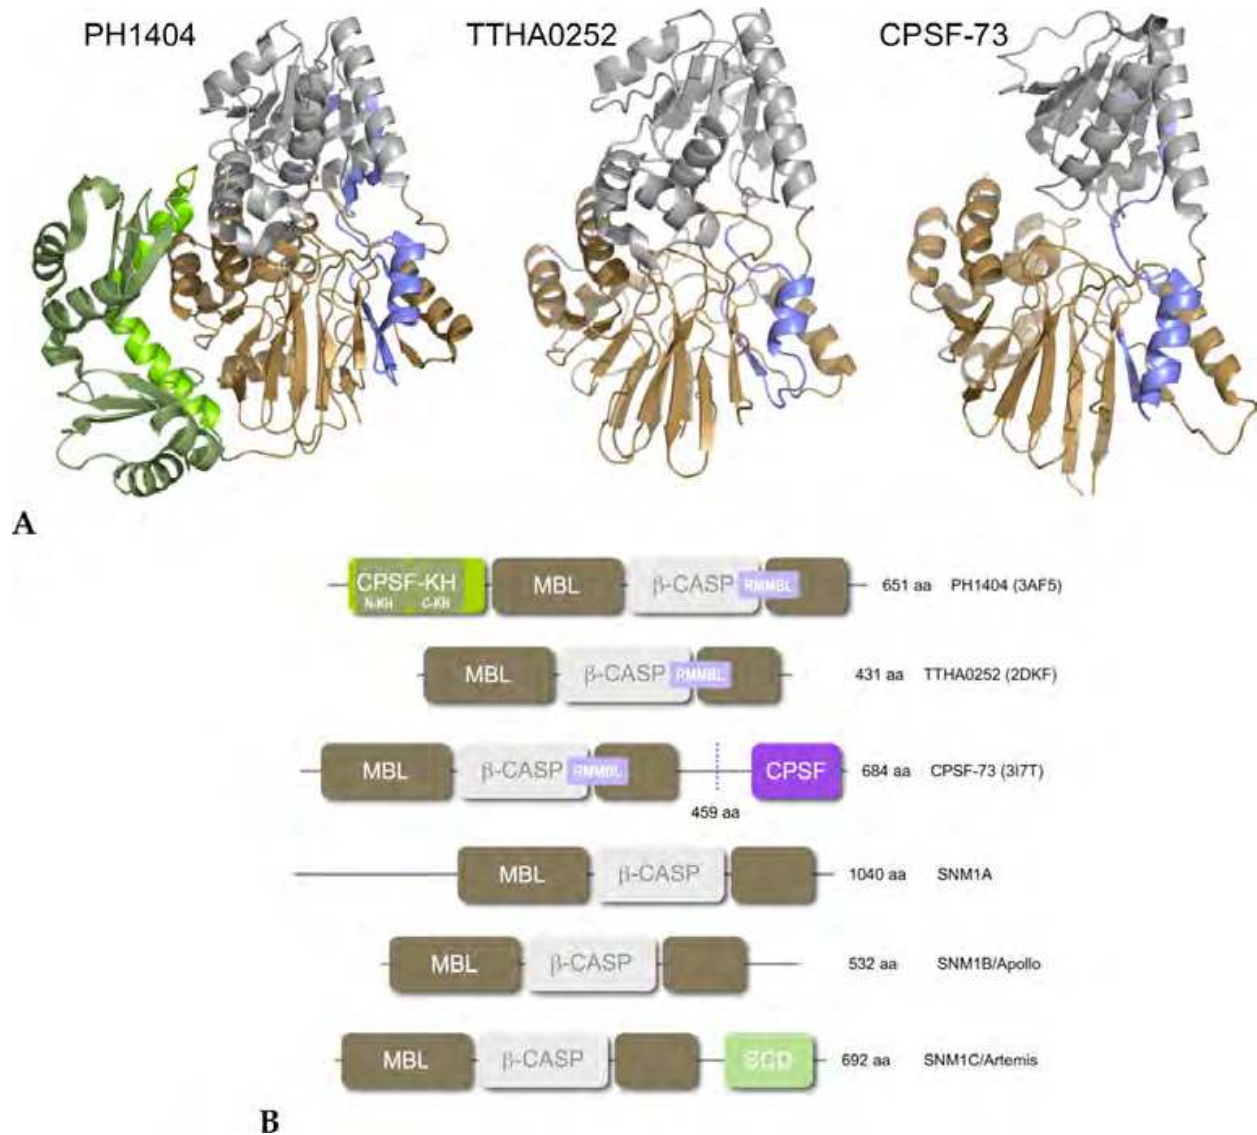 PH1404 TTHA0252 CPSF-73
A
CPSF-KH MBL β-CASP RMMBL 651 aa PH1404 (3AF5)
N-KH C-KH
MBL β-CASP RMMBL 431 aa TTHA0252 (2DKF)
MBL β-CASP RMMBL CPSF 684 aa CPSF-73 (3I7T)
459 aa
MBL β-CASP 1040 aa SNM1A
MBL β-CASP 532 aa SNM1B/Apollo
MBL β-CASP SCD 692 aa SNM1C/Artemis
B